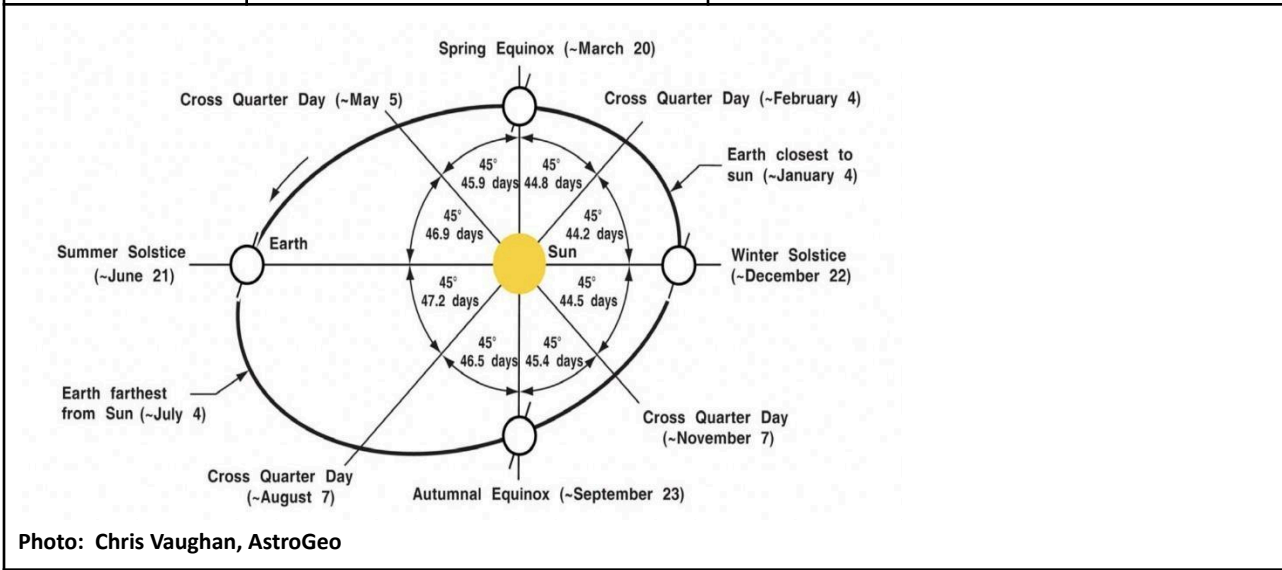 Spring Equinox (~March 20)
Cross Quarter Day (~May 5)
Cross Quarter Day (~February 4)
Earth closest to
sun (~January 4)
45°
45.9 days
45°
44.8 days
45°
46.9 days
45°
44.2 days
Earth
Sun
Summer Solstice
(~June 21)
Winter Solstice
(~December 22)
45°
47.2 days
45°
44.5 days
45°
46.5 days
45°
45.4 days
Earth farthest
from Sun (~July 4)
Cross Quarter Day
(~November 7)
Cross Quarter Day
(~August 7)
Autumnal Equinox (~September 23)
Photo: Chris Vaughan, AstroGeo